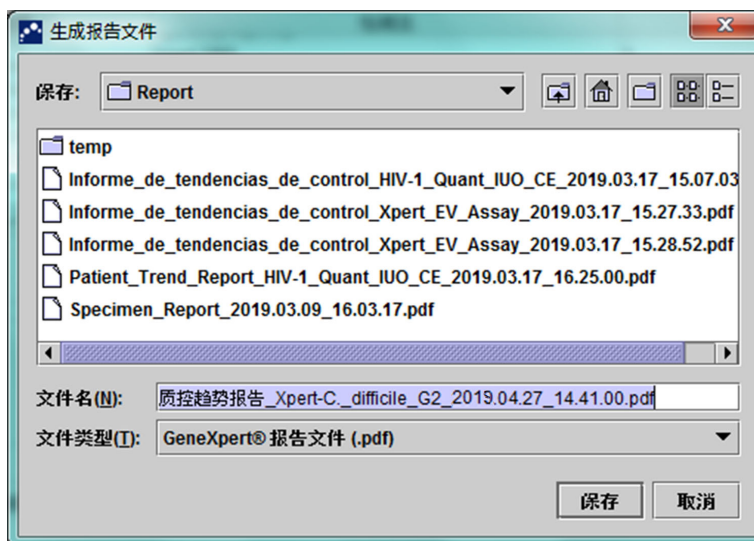 生成报告文件
保存: Report
temp
Informe_de_tendencias_de_control_HIV-1_Quant_IUO_CE_2019.03.17_15.07.03
Informe_de_tendencias_de_control_Xpert_EV_Assay_2019.03.17_15.27.33.pdf
Informe_de_tendencias_de_control_Xpert_EV_Assay_2019.03.17_15.28.52.pdf
Patient_Trend_Report_HIV-1_Quant_IUO_CE_2019.03.17_16.25.00.pdf
Specimen_Report_2019.03.09_16.03.17.pdf
文件名(N): 质控趋势报告_Xpert-C._difficile_G2_2019.04.27_14.41.00.pdf
文件类型(T): GeneXpert® 报告文件 (.pdf)
保存 取消